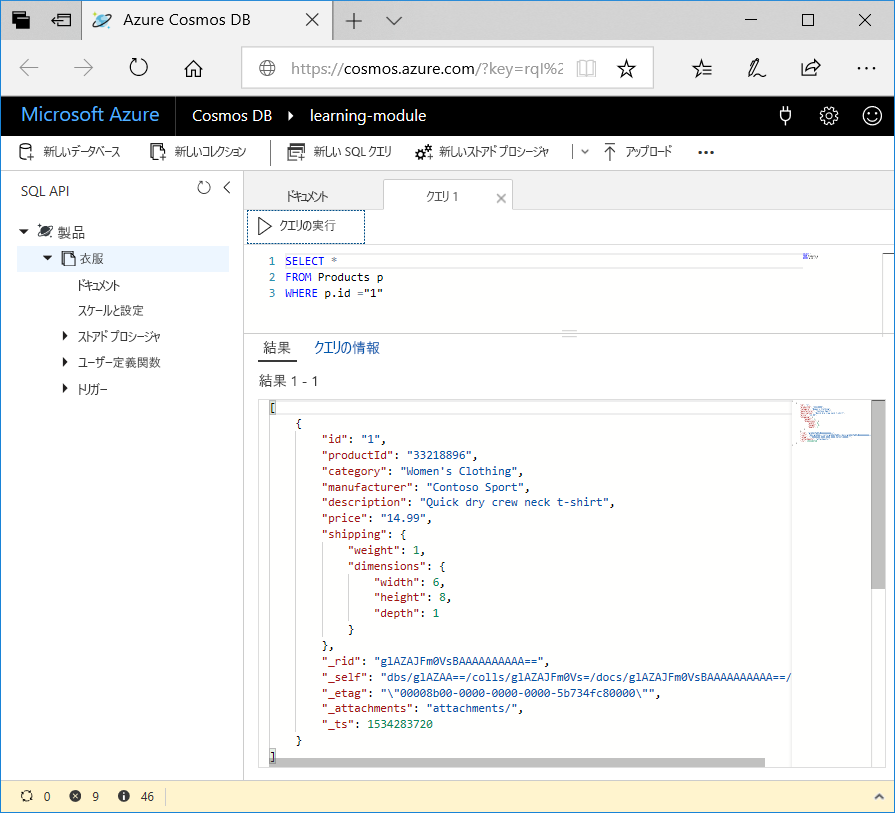 Azure Cosmos DB
https://cosmos.azure.com/?key=rql%2
Microsoft Azure
Cosmos DB
learning-module
新しいデータベース
新しいコレクション
新しい SQL クエリ
新しいストアド プロシージャ
アップロード
SQL API
製品
衣服
ドキュメント
スケールと設定
ストアド プロシージャ
ユーザー定義関数
トリガー
ドキュメント
クエリ 1
クエリの実行
1 SELECT *
2 FROM Products p
3 WHERE p.id ="1"
結果
クエリの情報
結果 1 - 1
[
{
"id": "1",
"productId": "33218896",
"category": "Women's Clothing",
"manufacturer": "Contoso Sport",
"description": "Quick dry crew neck t-shirt",
"price": "14.99",
"shipping": {
"weight": 1,
"dimensions": {
"width": 6,
"height": 8,
"depth": 1
}
},
"_rid": "glAZAJFm0VsBAAAAAAAAAA==",
"_self": "dbs/glAZAA==/colls/glAZAJFm0Vs=/docs/glAZAJFm0VsBAAAAAAAAAA==/
"_etag": "\"00008b00-0000-0000-0000-5b734fc80000\"",
"_attachments": "attachments/",
"_ts": 1534283720
}
]
0 9 46